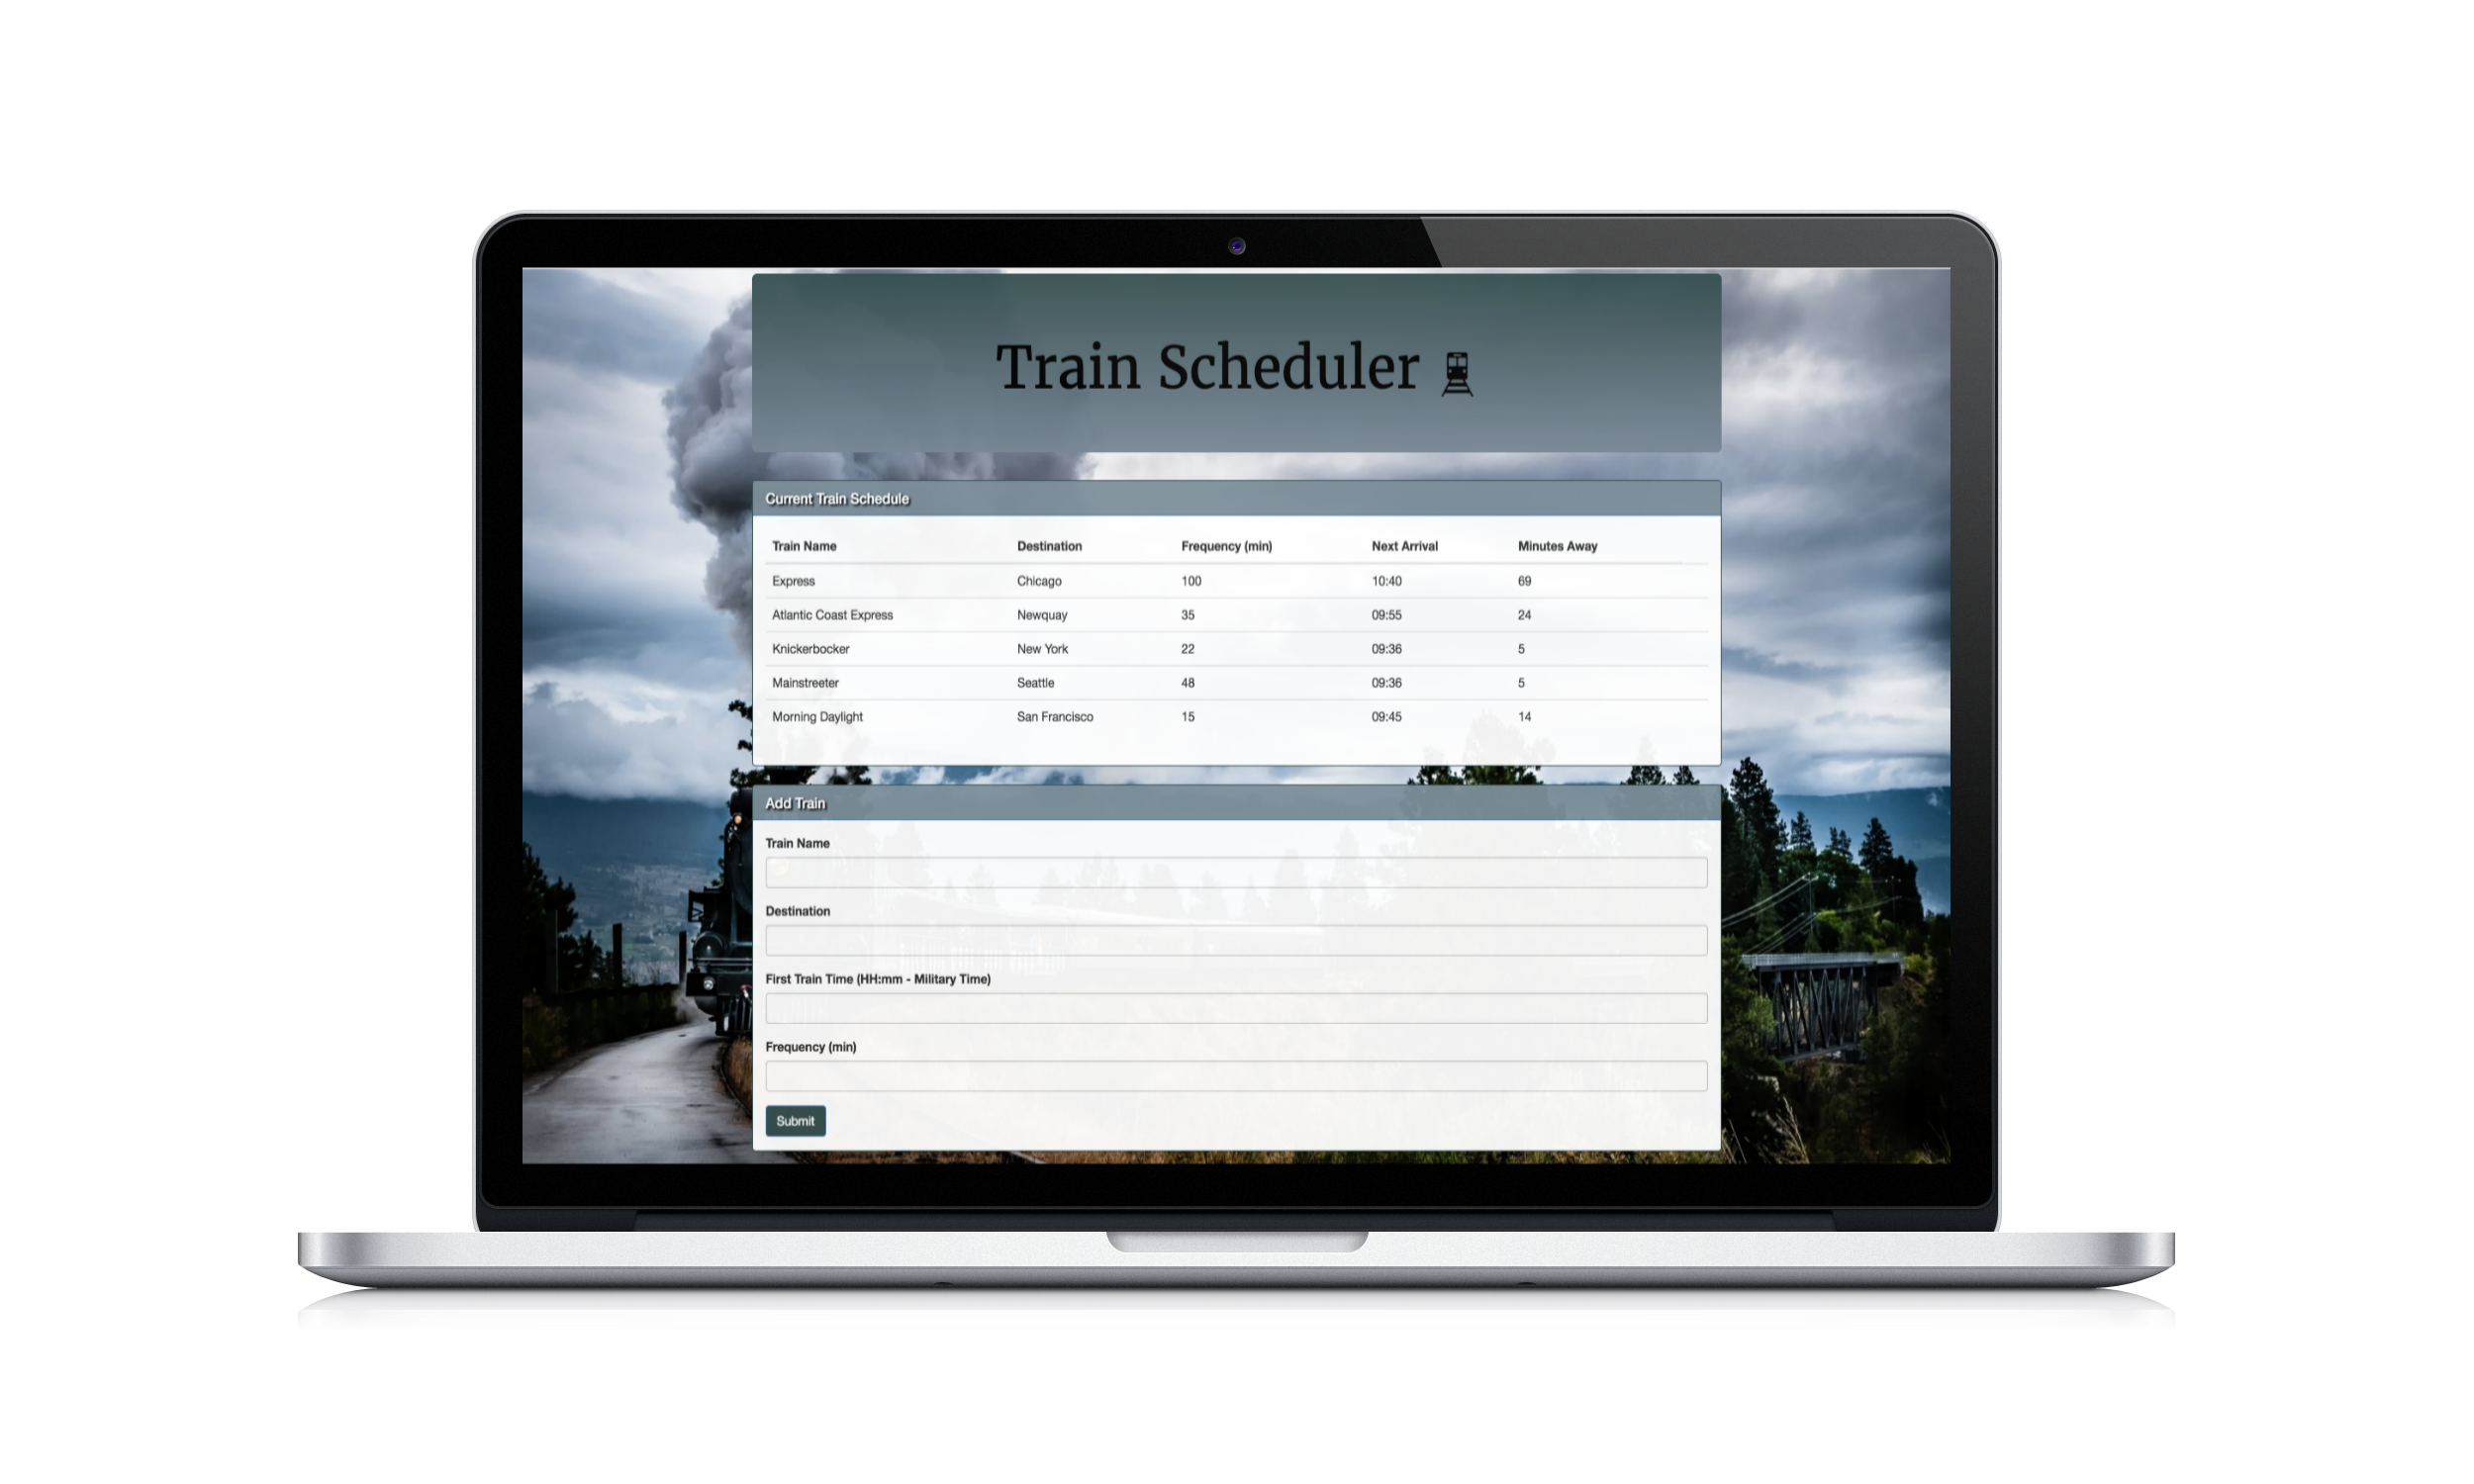 Train Scheduler
Current Train Schedule
Train Name Destination Frequency (min) Next Arrival Minutes Away
Express Chicago 100 10:40 69
Atlantic Coast Express Newquay 35 09:55 24
Knickerbocker New York 22 09:36 5
Mainstreeter Seattle 48 09:36 5
Morning Daylight San Francisco 15 09:45 14
Add Train
Train Name
Destination
First Train Time (HH:mm - Military Time)
Frequency (min)
Submit